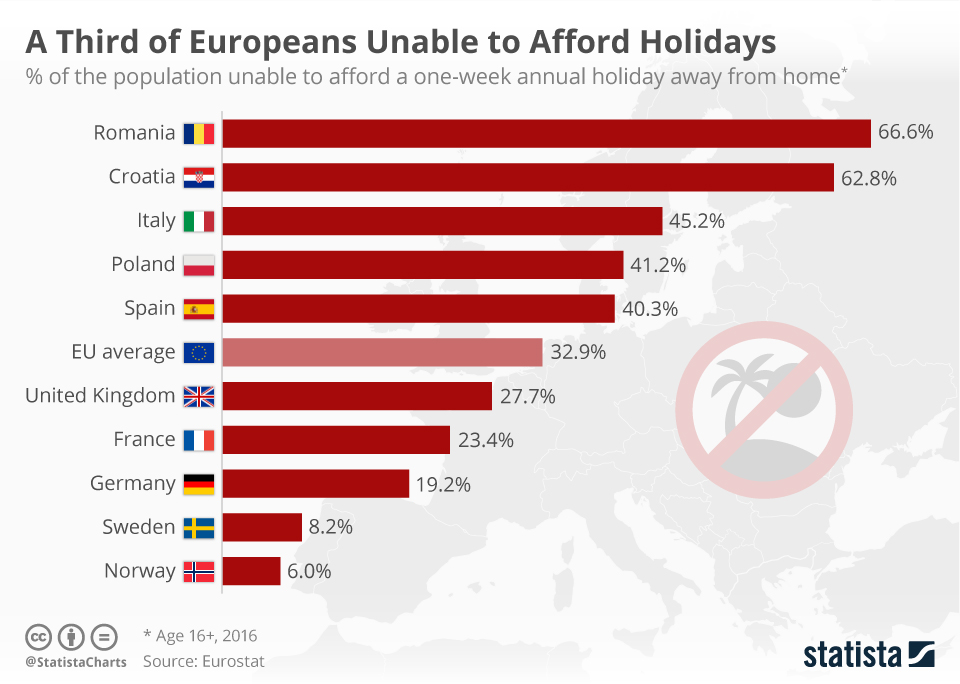 A Third of Europeans Unable to Afford Holidays
% of the population unable to afford a one-week annual holiday away from home*
Romania 66.6%
Croatia 62.8%
Italy 45.2%
Poland 41.2%
Spain 40.3%
EU average 32.9%
United Kingdom 27.7%
France 23.4%
Germany 19.2%
Sweden 8.2%
Norway 6.0%
cc
* Age 16+, 2016
@StatistaCharts
Source: Eurostat
statista